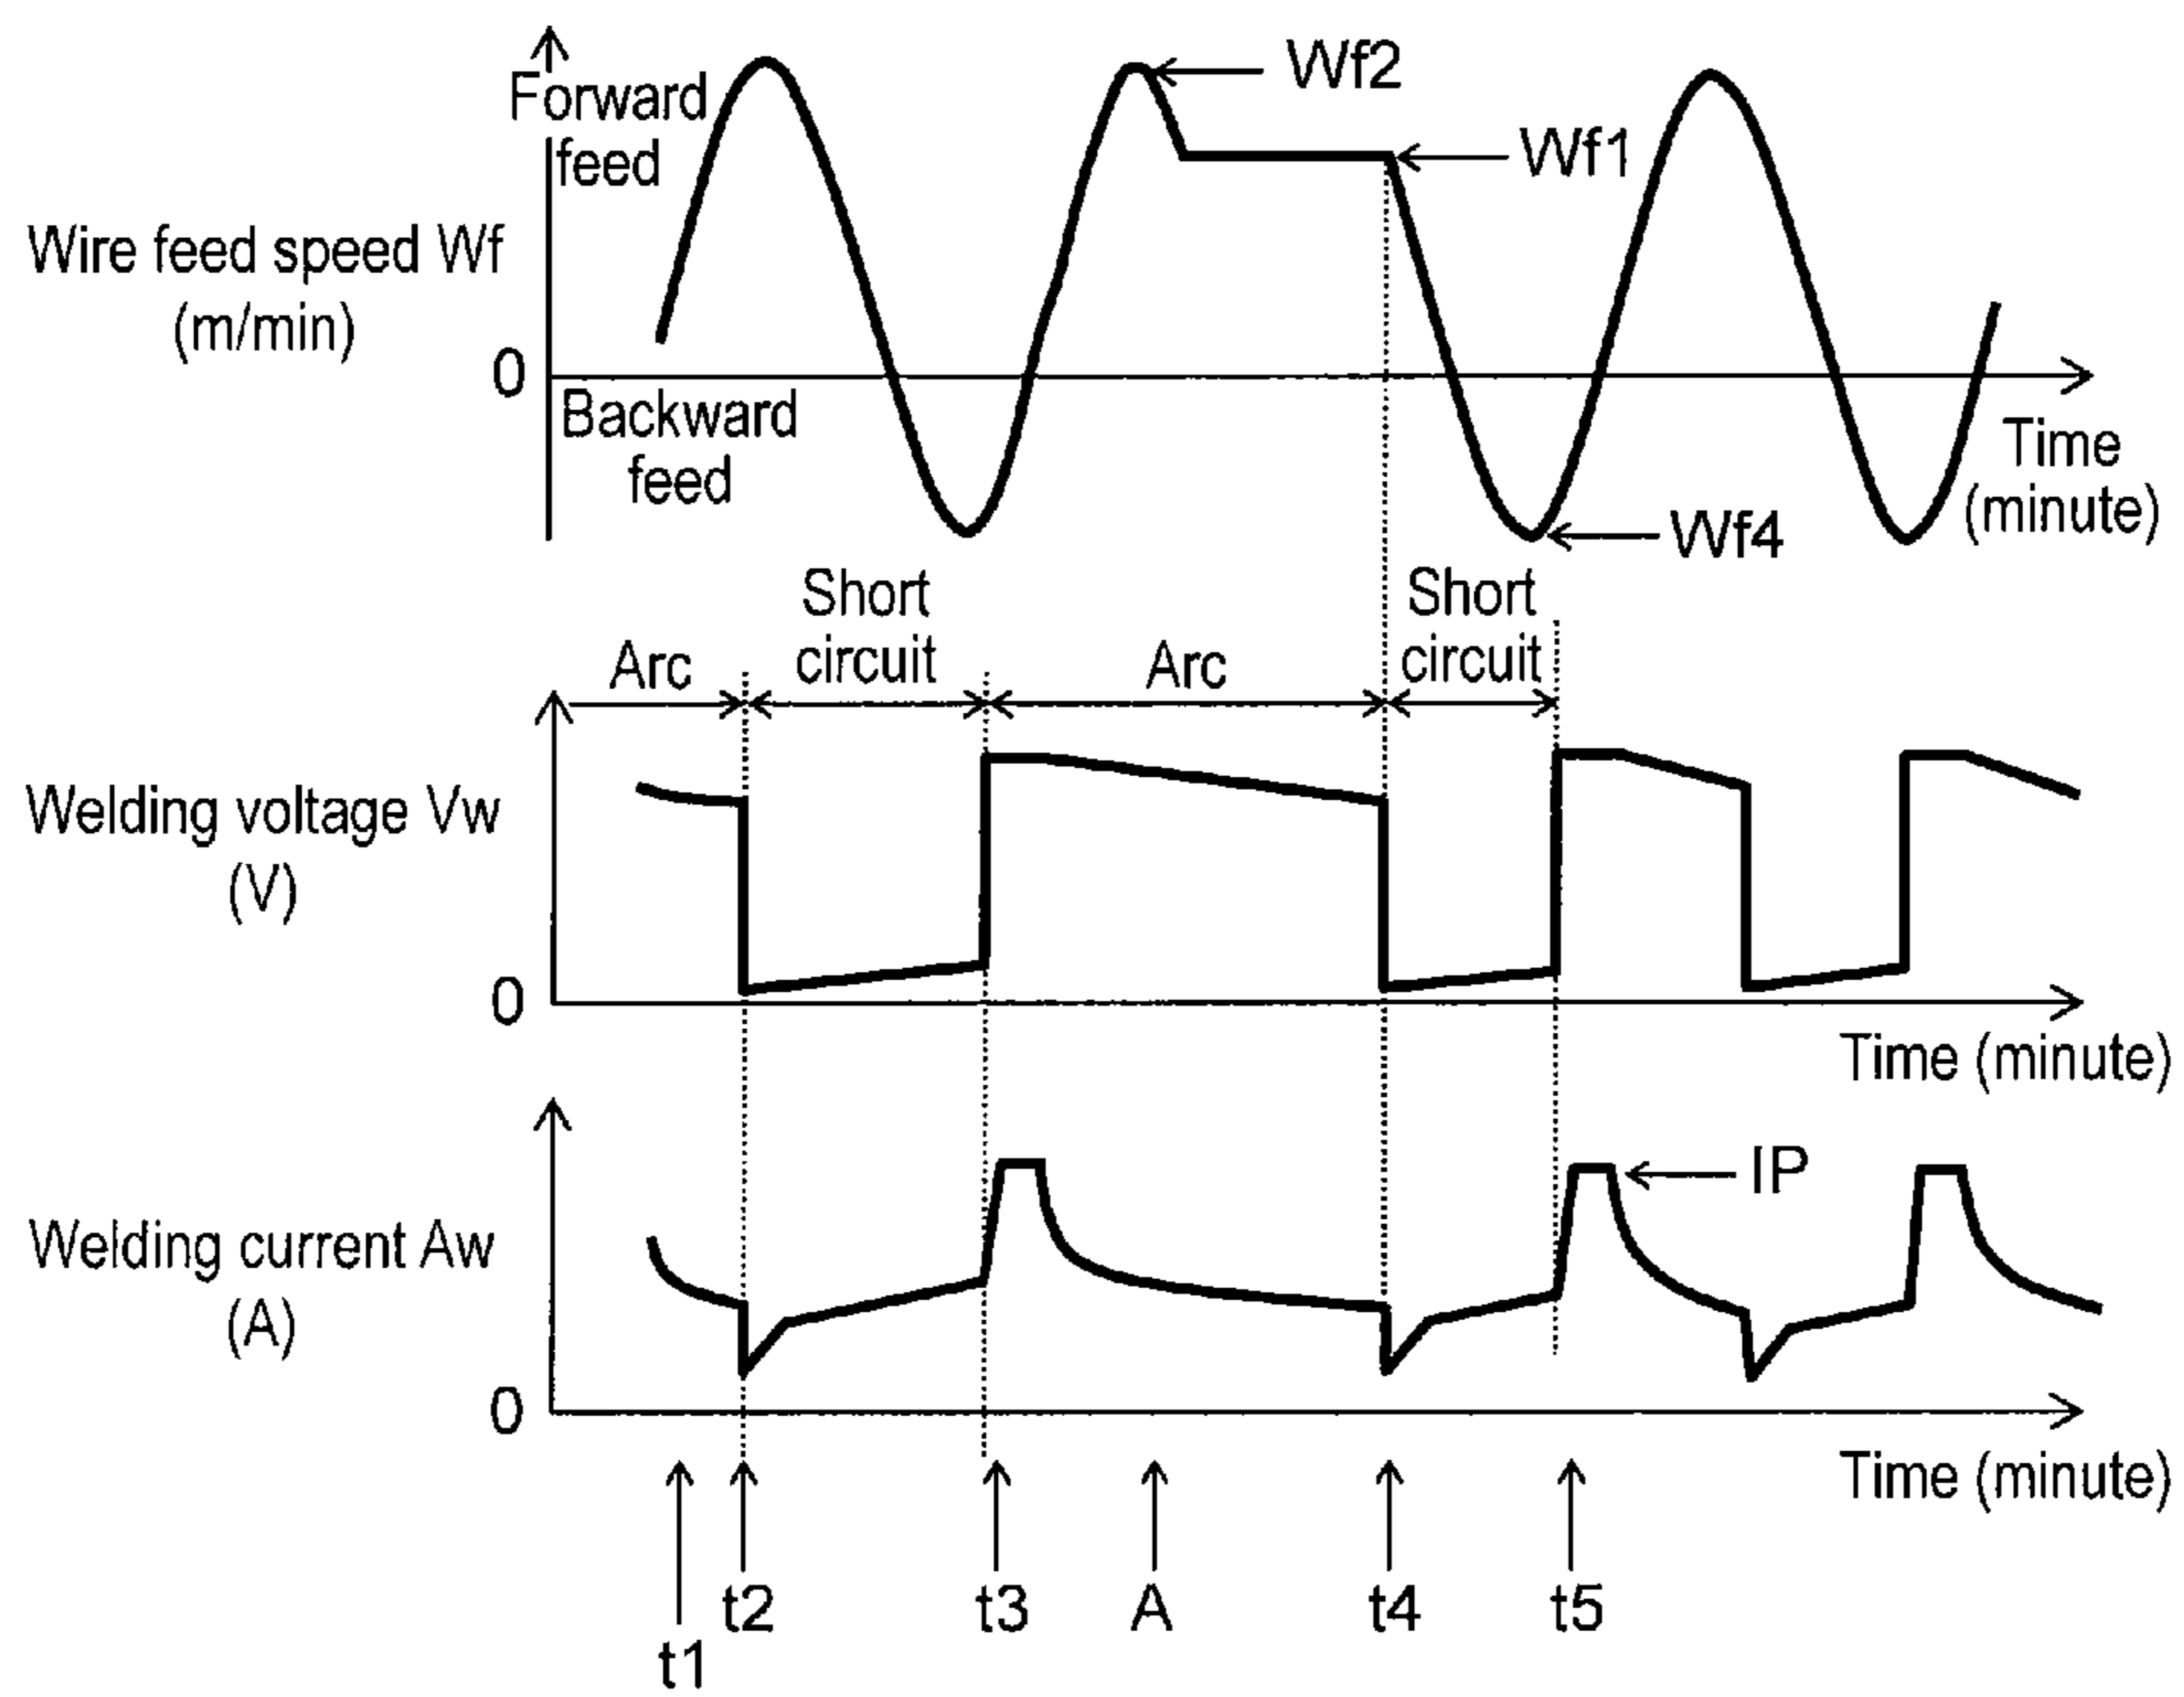 Forward
feed
Wf2
Wf1
Wire feed speed Wf
(m/min)
0
Backward
feed
Time
(minute)
Wf4
Short
circuit
Short
circuit
Arc
Arc
Welding voltage Vw
(V)
0
Time (minute)
IP
Welding current Aw
(A)
0
Time (minute)
t2
t3
A
t4
t5
t1